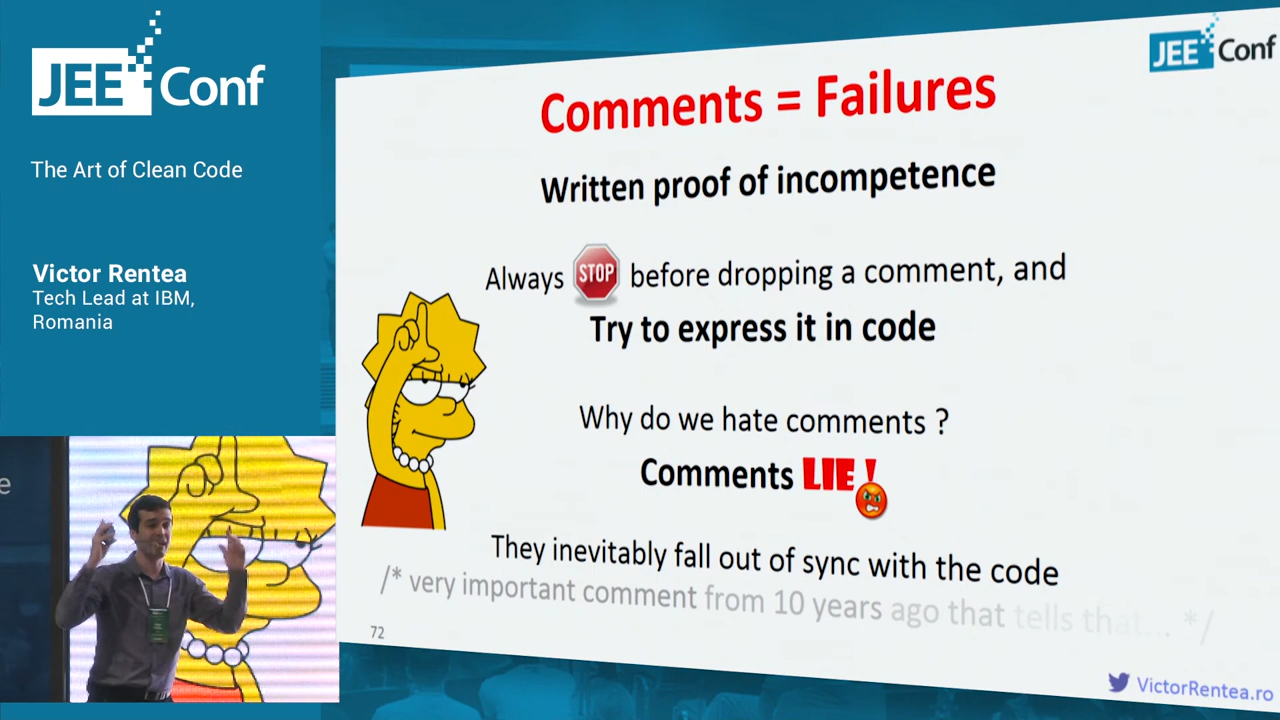 JEE Conf
The Art of Clean Code
Victor Rentea
Tech Lead at IBM,
Romania
e
JEE Conf
Comments = Failures
Written proof of incompetence
Always STOP before dropping a comment, and
Try to express it in code
Why do we hate comments ?
Comments LIE!
They inevitably fall out of sync with the code
/* very important comment from 10 years ago that tells that... */
72
VictorRentea.ro